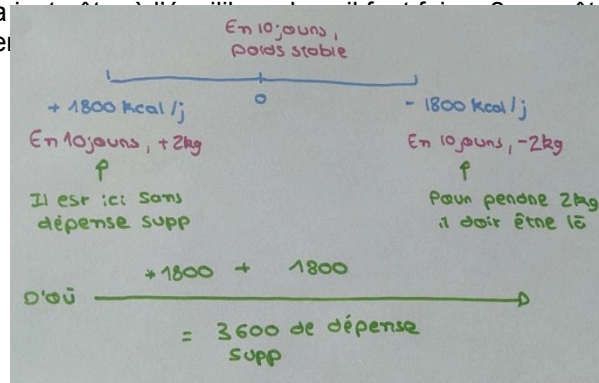 En 10 jours,
poids stable
0
+ 1800 kcal/j
- 1800 kcal/j
En 10 jours, +2kg
En 10 jours, -2kg
Il est ici sans
dépense supp
Pour perdre 2kg
il doit être là
+1800 + 1800
D'où
= 3600 de dépense
supp